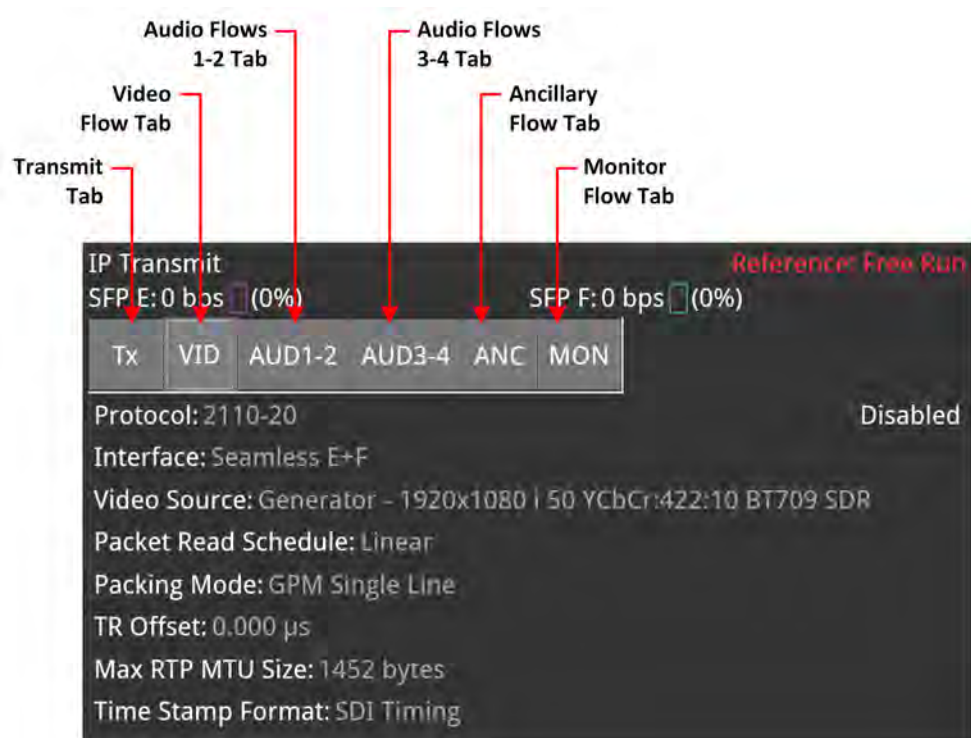 Audio Flows
1-2 Tab
Audio Flows
3-4 Tab
Video
Flow Tab
Ancillary
Flow Tab
Transmit
Tab
Monitor
Flow Tab
IP Transmit
Reference: Free Run
SFP E: 0 bps (0%)
SFP F: 0 bps (0%)
Tx VID AUD1-2 AUD3-4 ANC MON
Protocol: 2110-20
Disabled
Interface: Seamless E+F
Video Source: Generator - 1920x1080 i 50 YCbCr:422:10 BT709 SDR
Packet Read Schedule: Linear
Packing Mode: GPM Single Line
TR Offset: 0.000 µs
Max RTP MTU Size: 1452 bytes
Time Stamp Format: SDI Timing